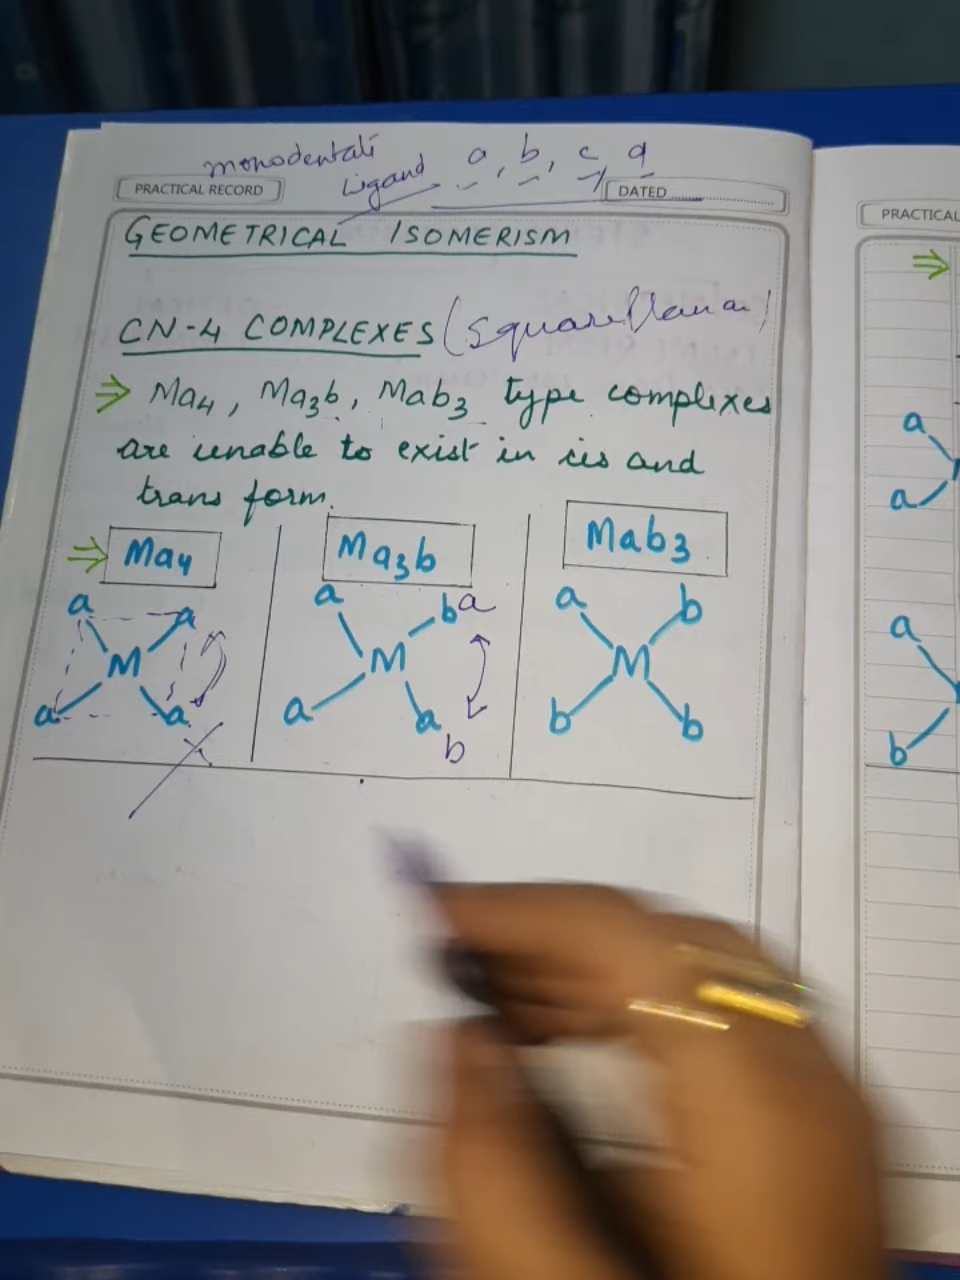 monodentate
Ligand a, b, c, d
PRACTICAL RECORD
DATED
GEOMETRICAL ISOMERISM
CN-4 COMPLEXES (Square Planar)
⇒ Ma₄, Ma₃b, Mab₃ type complexes
are unable to exist in cis and
trans form.
⇒ Ma₄ Ma₃b Mab₃
a a a b a a b
M M M
a a a a b b b
PRACTICAL
⇒
a
a
a
b